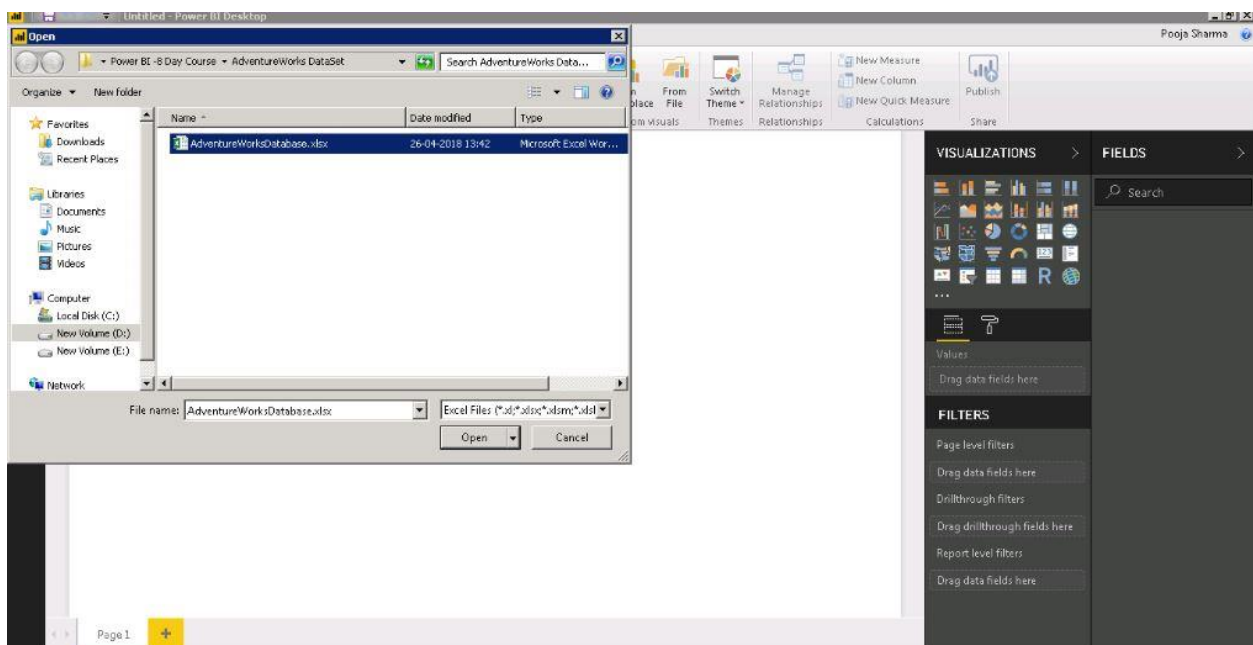 Untitled - Power BI Desktop
Open
Pooja Sharma
Power BI -8 Day Course
AdventureWorks DataSet
Search AdventureWorks Data...
Organize
New folder
Favorites
Downloads
Recent Places
Libraries
Documents
Music
Pictures
Videos
Computer
Local Disk (C:)
New Volume (D:)
New Volume (E:)
Network
Name
Date modified
Type
AdventureWorksDatabase.xlsx
26-04-2018 13:42
Microsoft Excel Wor...
File name:
AdventureWorksDatabase.xlsx
Excel Files (*.xl;*.xlsx;*.xlsm;*.xlsl
Open
Cancel
From
File
Switch
Theme
Themes
Manage
Relationships
Relationships
New Measure
New Column
New Quick Measure
Calculations
Publish
Share
VISUALIZATIONS
FIELDS
Search
123
R
...
Values
Drag data fields here
FILTERS
Page level filters
Drag data fields here
Drillthrough filters
Drag drillthrough fields here
Report level filters
Drag data fields here
Page 1
+